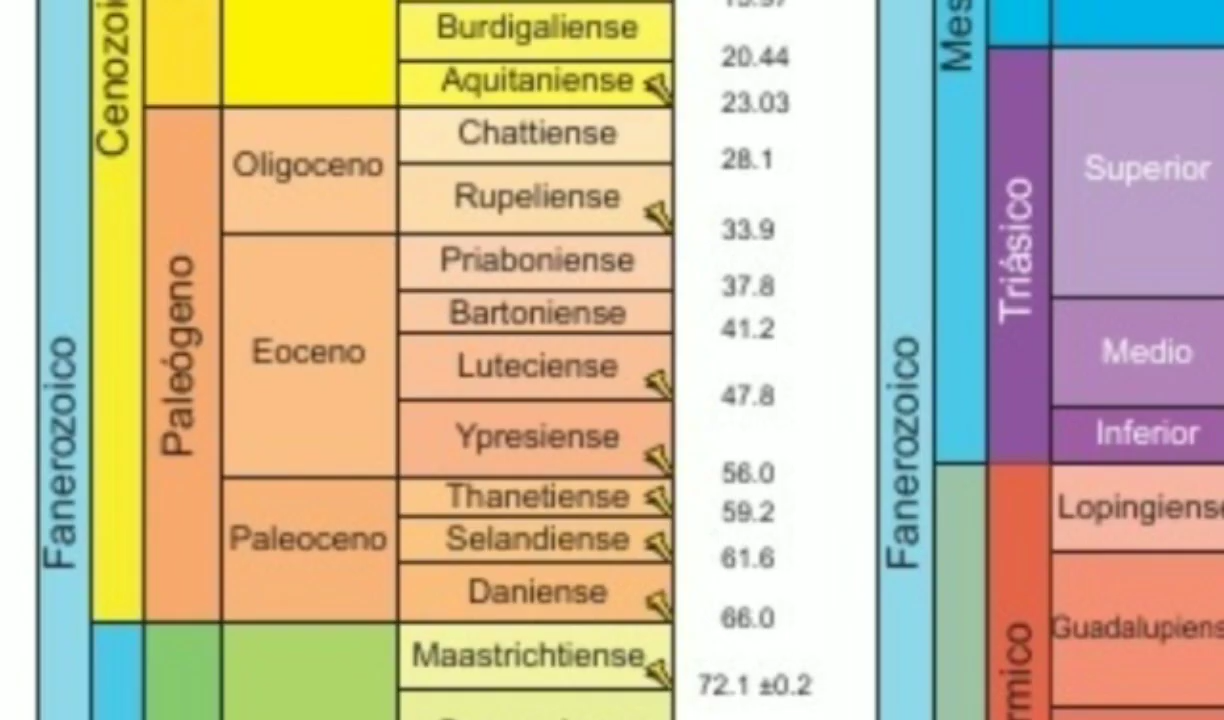 Fanerozoico
Paleógeno
Oligoceno
Eoceno
Paleoceno
Burdigaliense
Aquitaniense
Chattiense
Rupeliense
Priaboniense
Bartoniense
Luteciense
Ypresiense
Thanetiense
Selandiense
Daniense
Maastrichtiense
20.44
23.03
28.1
33.9
37.8
41.2
47.8
56.0
59.2
61.6
66.0
72.1 ±0.2
Fanerozoico
Triásico
Superior
Medio
Inferior